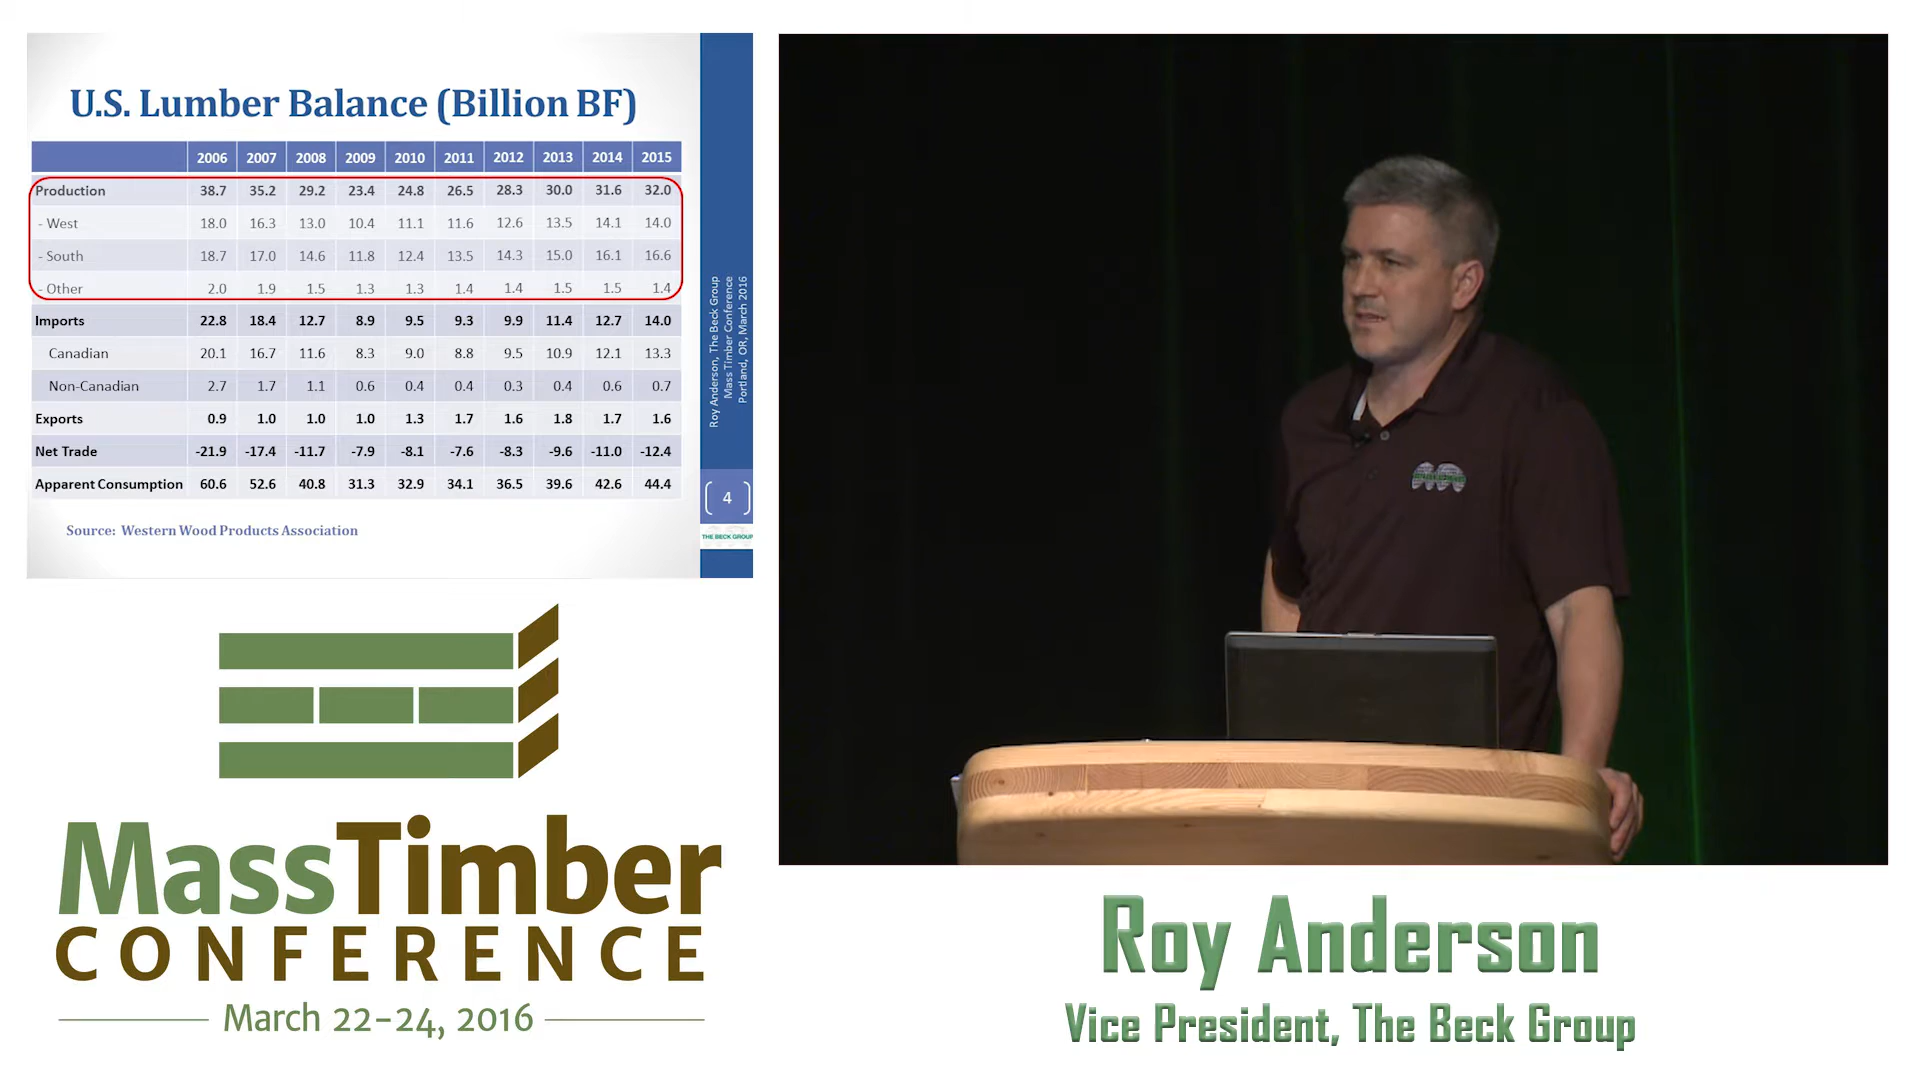 U.S. Lumber Balance (Billion BF)
2006 2007 2008 2009 2010 2011 2012 2013 2014 2015
Production 38.7 35.2 29.2 23.4 24.8 26.5 28.3 30.0 31.6 32.0
- West 18.0 16.3 13.0 10.4 11.1 11.6 12.6 13.5 14.1 14.0
- South 18.7 17.0 14.6 11.8 12.4 13.5 14.3 15.0 16.1 16.6
- Other 2.0 1.9 1.5 1.3 1.3 1.4 1.4 1.5 1.5 1.4
Imports 22.8 18.4 12.7 8.9 9.5 9.3 9.9 11.4 12.7 14.0
Canadian 20.1 16.7 11.6 8.3 9.0 8.8 9.5 10.9 12.1 13.3
Non-Canadian 2.7 1.7 1.1 0.6 0.4 0.4 0.3 0.4 0.6 0.7
Exports 0.9 1.0 1.0 1.0 1.3 1.7 1.6 1.8 1.7 1.6
Net Trade -21.9 -17.4 -11.7 -7.9 -8.1 -7.6 -8.3 -9.6 -11.0 -12.4
Apparent Consumption 60.6 52.6 40.8 31.3 32.9 34.1 36.5 39.6 42.6 44.4
Source: Western Wood Products Association
Roy Anderson, The Beck Group
Mass Timber Conference
Portland, OR, March 2016
4
THE BECK GROUP
MassTimber
CONFERENCE
March 22-24, 2016
Roy Anderson
Vice President, The Beck Group